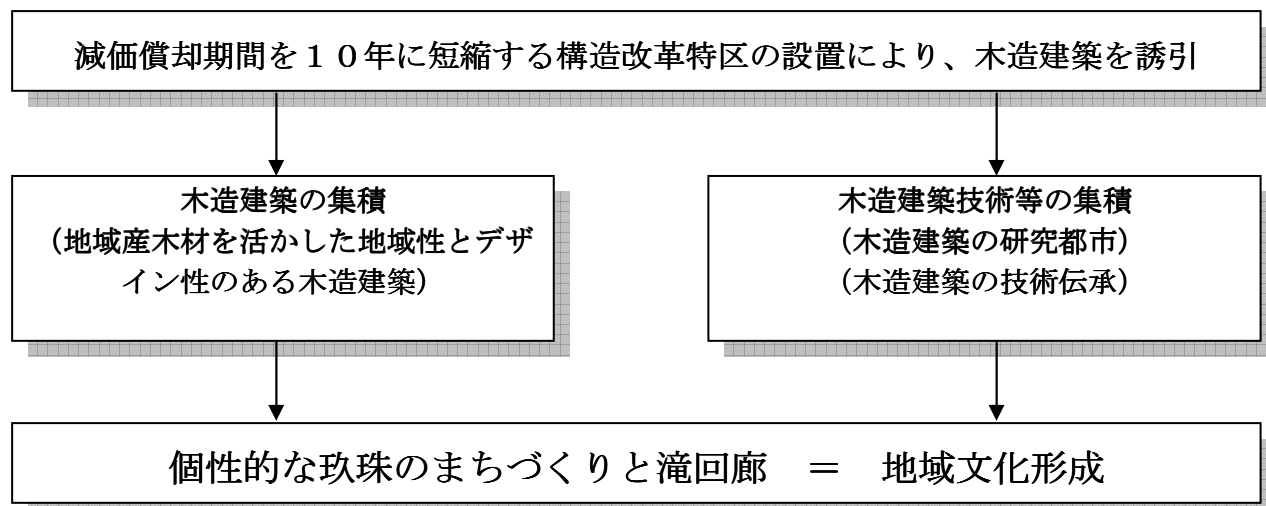 減価償却期間を１０年に短縮する構造改革特区の設置により、木造建築を誘引
木造建築の集積
（地域産木材を活かした地域性とデザ
イン性のある木造建築）
木造建築技術等の集積
（木造建築の研究都市）
（木造建築の技術伝承）
個性的な玖珠のまちづくりと滝回廊　＝　地域文化形成